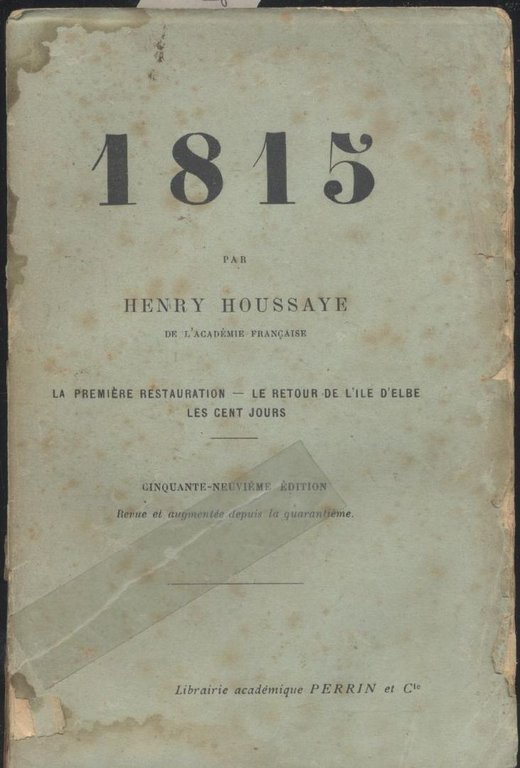 1815
PAR
HENRY HOUSSAYE
DE L'ACADÉMIE FRANÇAISE
LA PREMIÈRE RESTAURATION — LE RETOUR DE L'ILE D'ELBE
LES CENT JOURS
CINQUANTE-NEUVIÈME ÉDITION
Revue et augmentée depuis la quarantième.
Librairie académique PERRIN et Cie